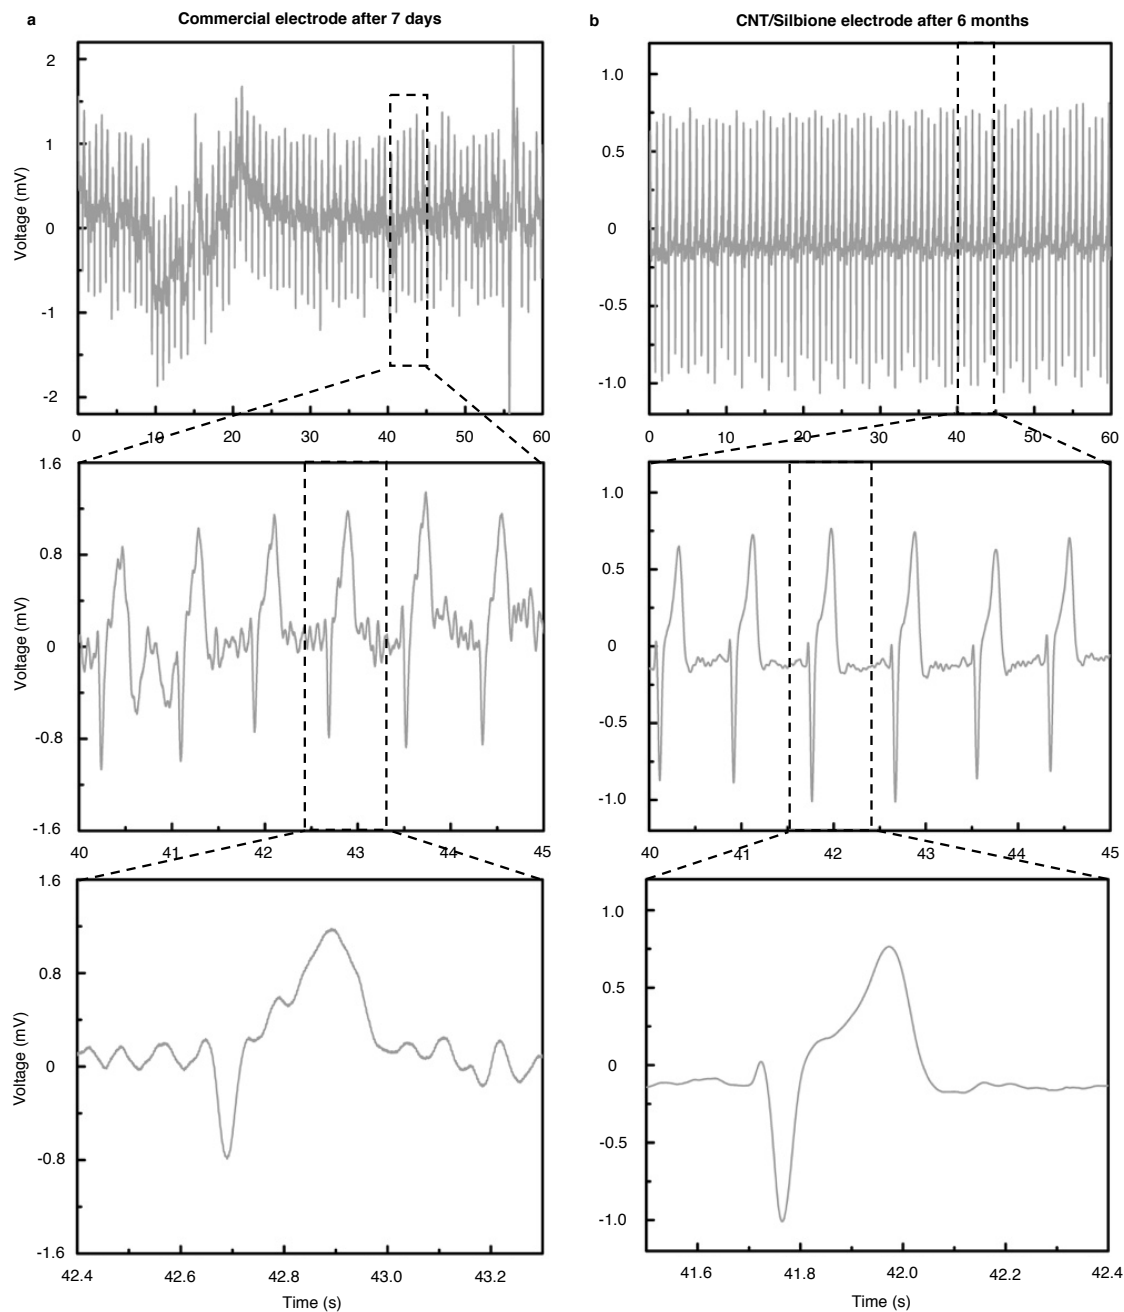 a Commercial electrode after 7 days
2
1
0
-1
-2
Voltage (mV)
0 10 20 30 40 50 60
1.6
0.8
0
-0.8
-1.6
Voltage (mV)
40 41 42 43 44 45
1.6
0.8
0
-0.8
-1.6
Voltage (mV)
42.4 42.6 42.8 43.0 43.2
Time (s)
b CNT/Silbione electrode after 6 months
1.0
0.5
0
-0.5
-1.0
0 10 20 30 40 50 60
1.0
0.5
0
-0.5
-1.0
40 41 42 43 44 45
1.0
0.5
0
-0.5
-1.0
41.6 41.8 42.0 42.2 42.4
Time (s)